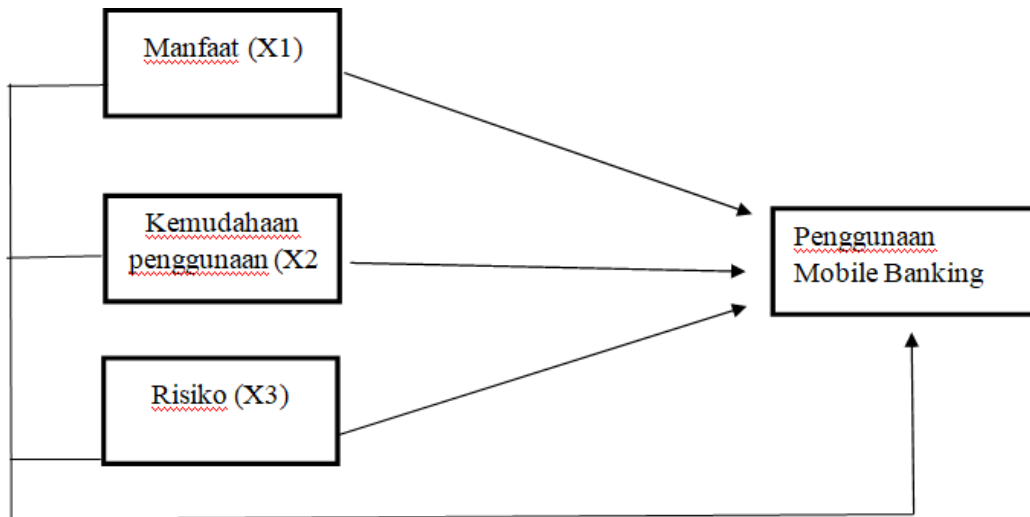 Manfaat (X1)
Kemudahaan
penggunaan (X2
Penggunaan
Mobile Banking
Risiko (X3)